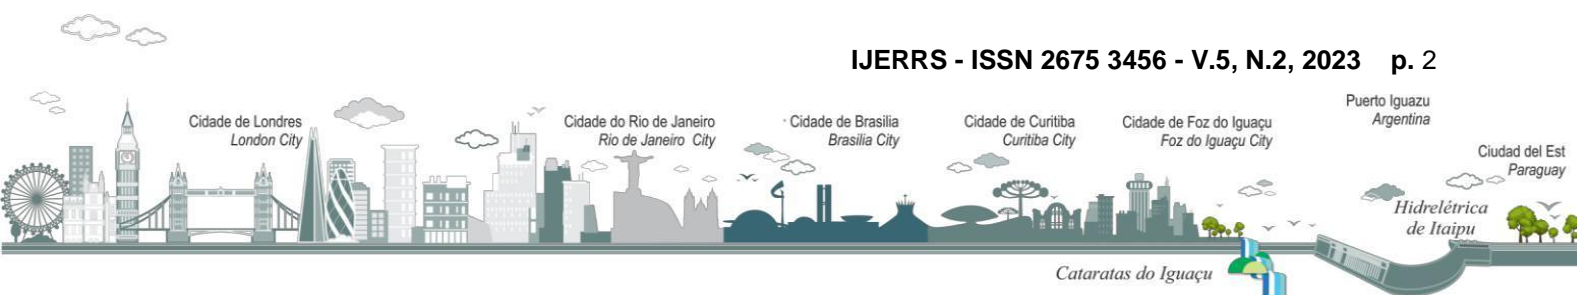 IJERRS - ISSN 2675 3456 - V.5, N.2, 2023 p. 2
Cidade de Londres
London City
Cidade do Rio de Janeiro
Rio de Janeiro City
Cidade de Brasilia
Brasilia City
Cidade de Curitiba
Curitiba City
Cidade de Foz do Iguaçu
Foz do Iguaçu City
Puerto Iguazu
Argentina
Ciudad del Est
Paraguay
Hidrelétrica
de Itaipu
Cataratas do Iguaçu